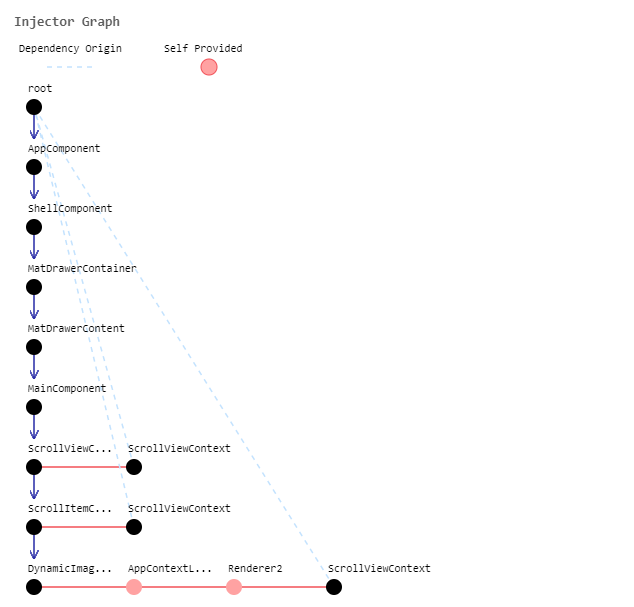 Injector Graph
Dependency Origin Self Provided
root
AppComponent
ShellComponent
MatDrawerContainer
MatDrawerContent
MainComponent
ScrollViewC... ScrollViewContext
ScrollItemC... ScrollViewContext
DynamicImag... AppContextL... Renderer2 ScrollViewContext